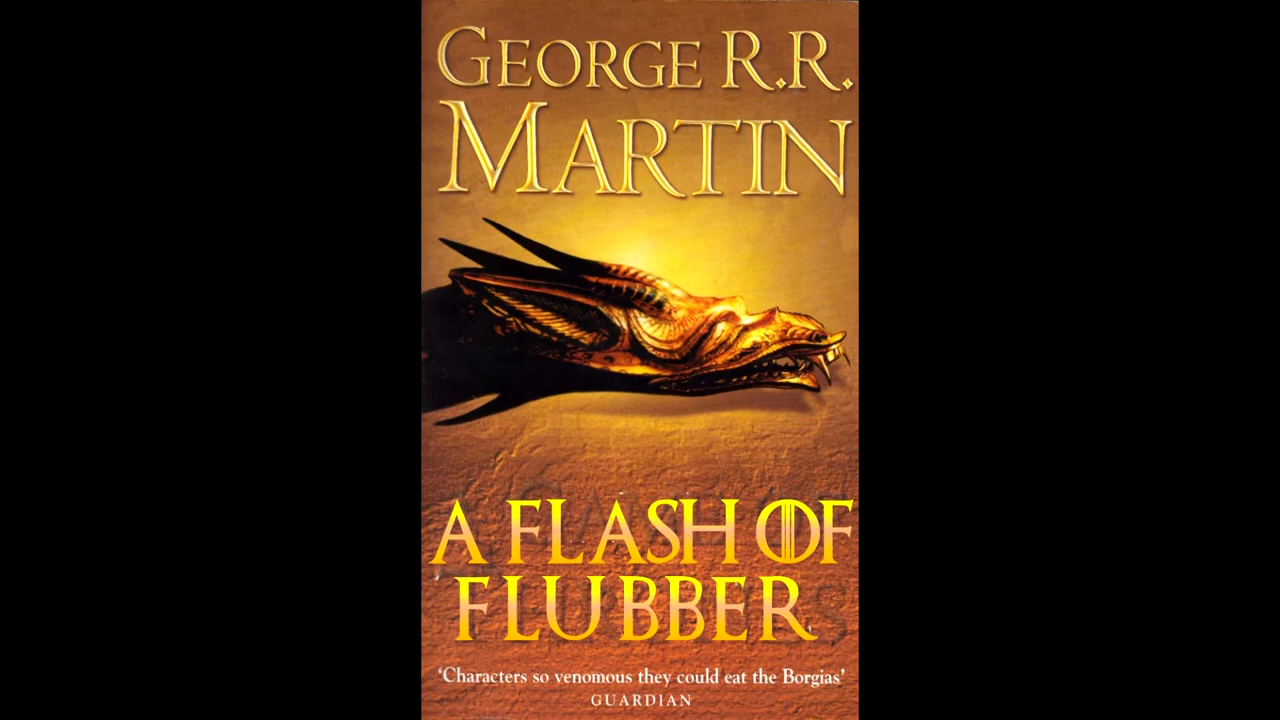 GEORGE R.R.
MARTIN
A FLASH OF
FLUBBER
‘Characters so venomous they could eat the Borgias’
GUARDIAN